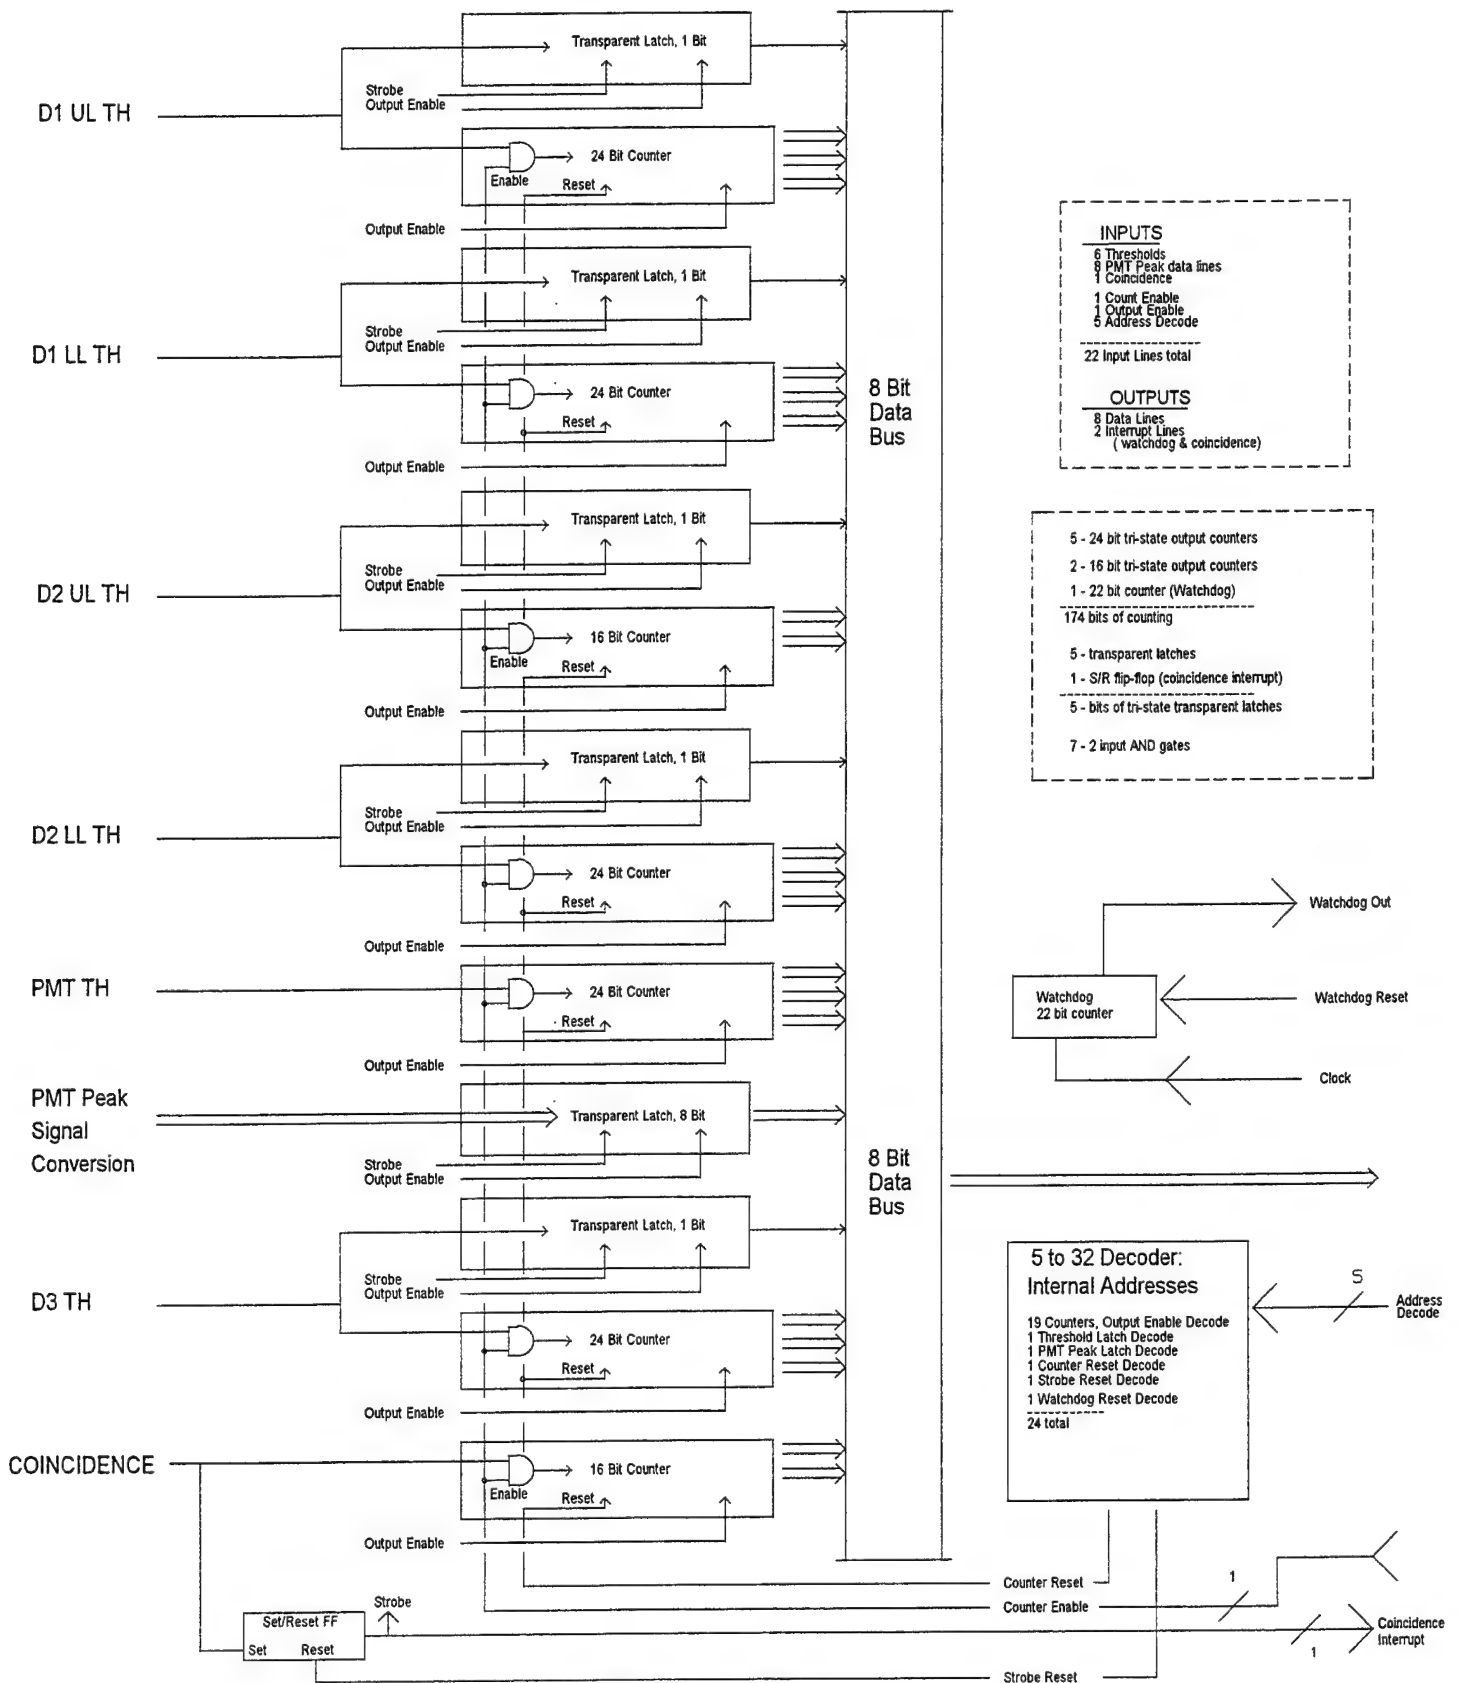 Transparent Latch, 1 Bit
Strobe
Output Enable
D1 UL TH
24 Bit Counter
Enable
Reset
Output Enable
Transparent Latch, 1 Bit
Strobe
Output Enable
D1 LL TH
24 Bit Counter
Reset
Output Enable
Transparent Latch, 1 Bit
Strobe
Output Enable
D2 UL TH
16 Bit Counter
Enable
Reset
Output Enable
Transparent Latch, 1 Bit
Strobe
Output Enable
D2 LL TH
24 Bit Counter
Reset
Output Enable
PMT TH
24 Bit Counter
Reset
Output Enable
PMT Peak
Signal
Conversion
Transparent Latch, 8 Bit
Strobe
Output Enable
Transparent Latch, 1 Bit
Strobe
Output Enable
D3 TH
24 Bit Counter
Reset
Output Enable
COINCIDENCE
16 Bit Counter
Enable
Reset
Output Enable
Set/Reset FF
Set
Reset
Strobe
8 Bit
Data
Bus
8 Bit
Data
Bus
INPUTS
6 Thresholds
8 PMT Peak data lines
1 Coincidence
1 Count Enable
1 Output Enable
5 Address Decode
22 Input Lines total
OUTPUTS
8 Data Lines
2 Interrupt Lines
( watchdog & coincidence)
5 - 24 bit tri-state output counters
2 - 16 bit tri-state output counters
1 - 22 bit counter (Watchdog)
174 bits of counting
5 - transparent latches
1 - S/R flip-flop (coincidence interrupt)
5 - bits of tri-state transparent latches
7 - 2 input AND gates
Watchdog Out
Watchdog
22 bit counter
Watchdog Reset
Clock
5 to 32 Decoder:
Internal Addresses
19 Counters, Output Enable Decode
1 Threshold Latch Decode
1 PMT Peak Latch Decode
1 Counter Reset Decode
1 Strobe Reset Decode
1 Watchdog Reset Decode
24 total
5
Address
Decode
Counter Reset
Counter Enable
1
Coincidence
Interrupt
1
Strobe Reset